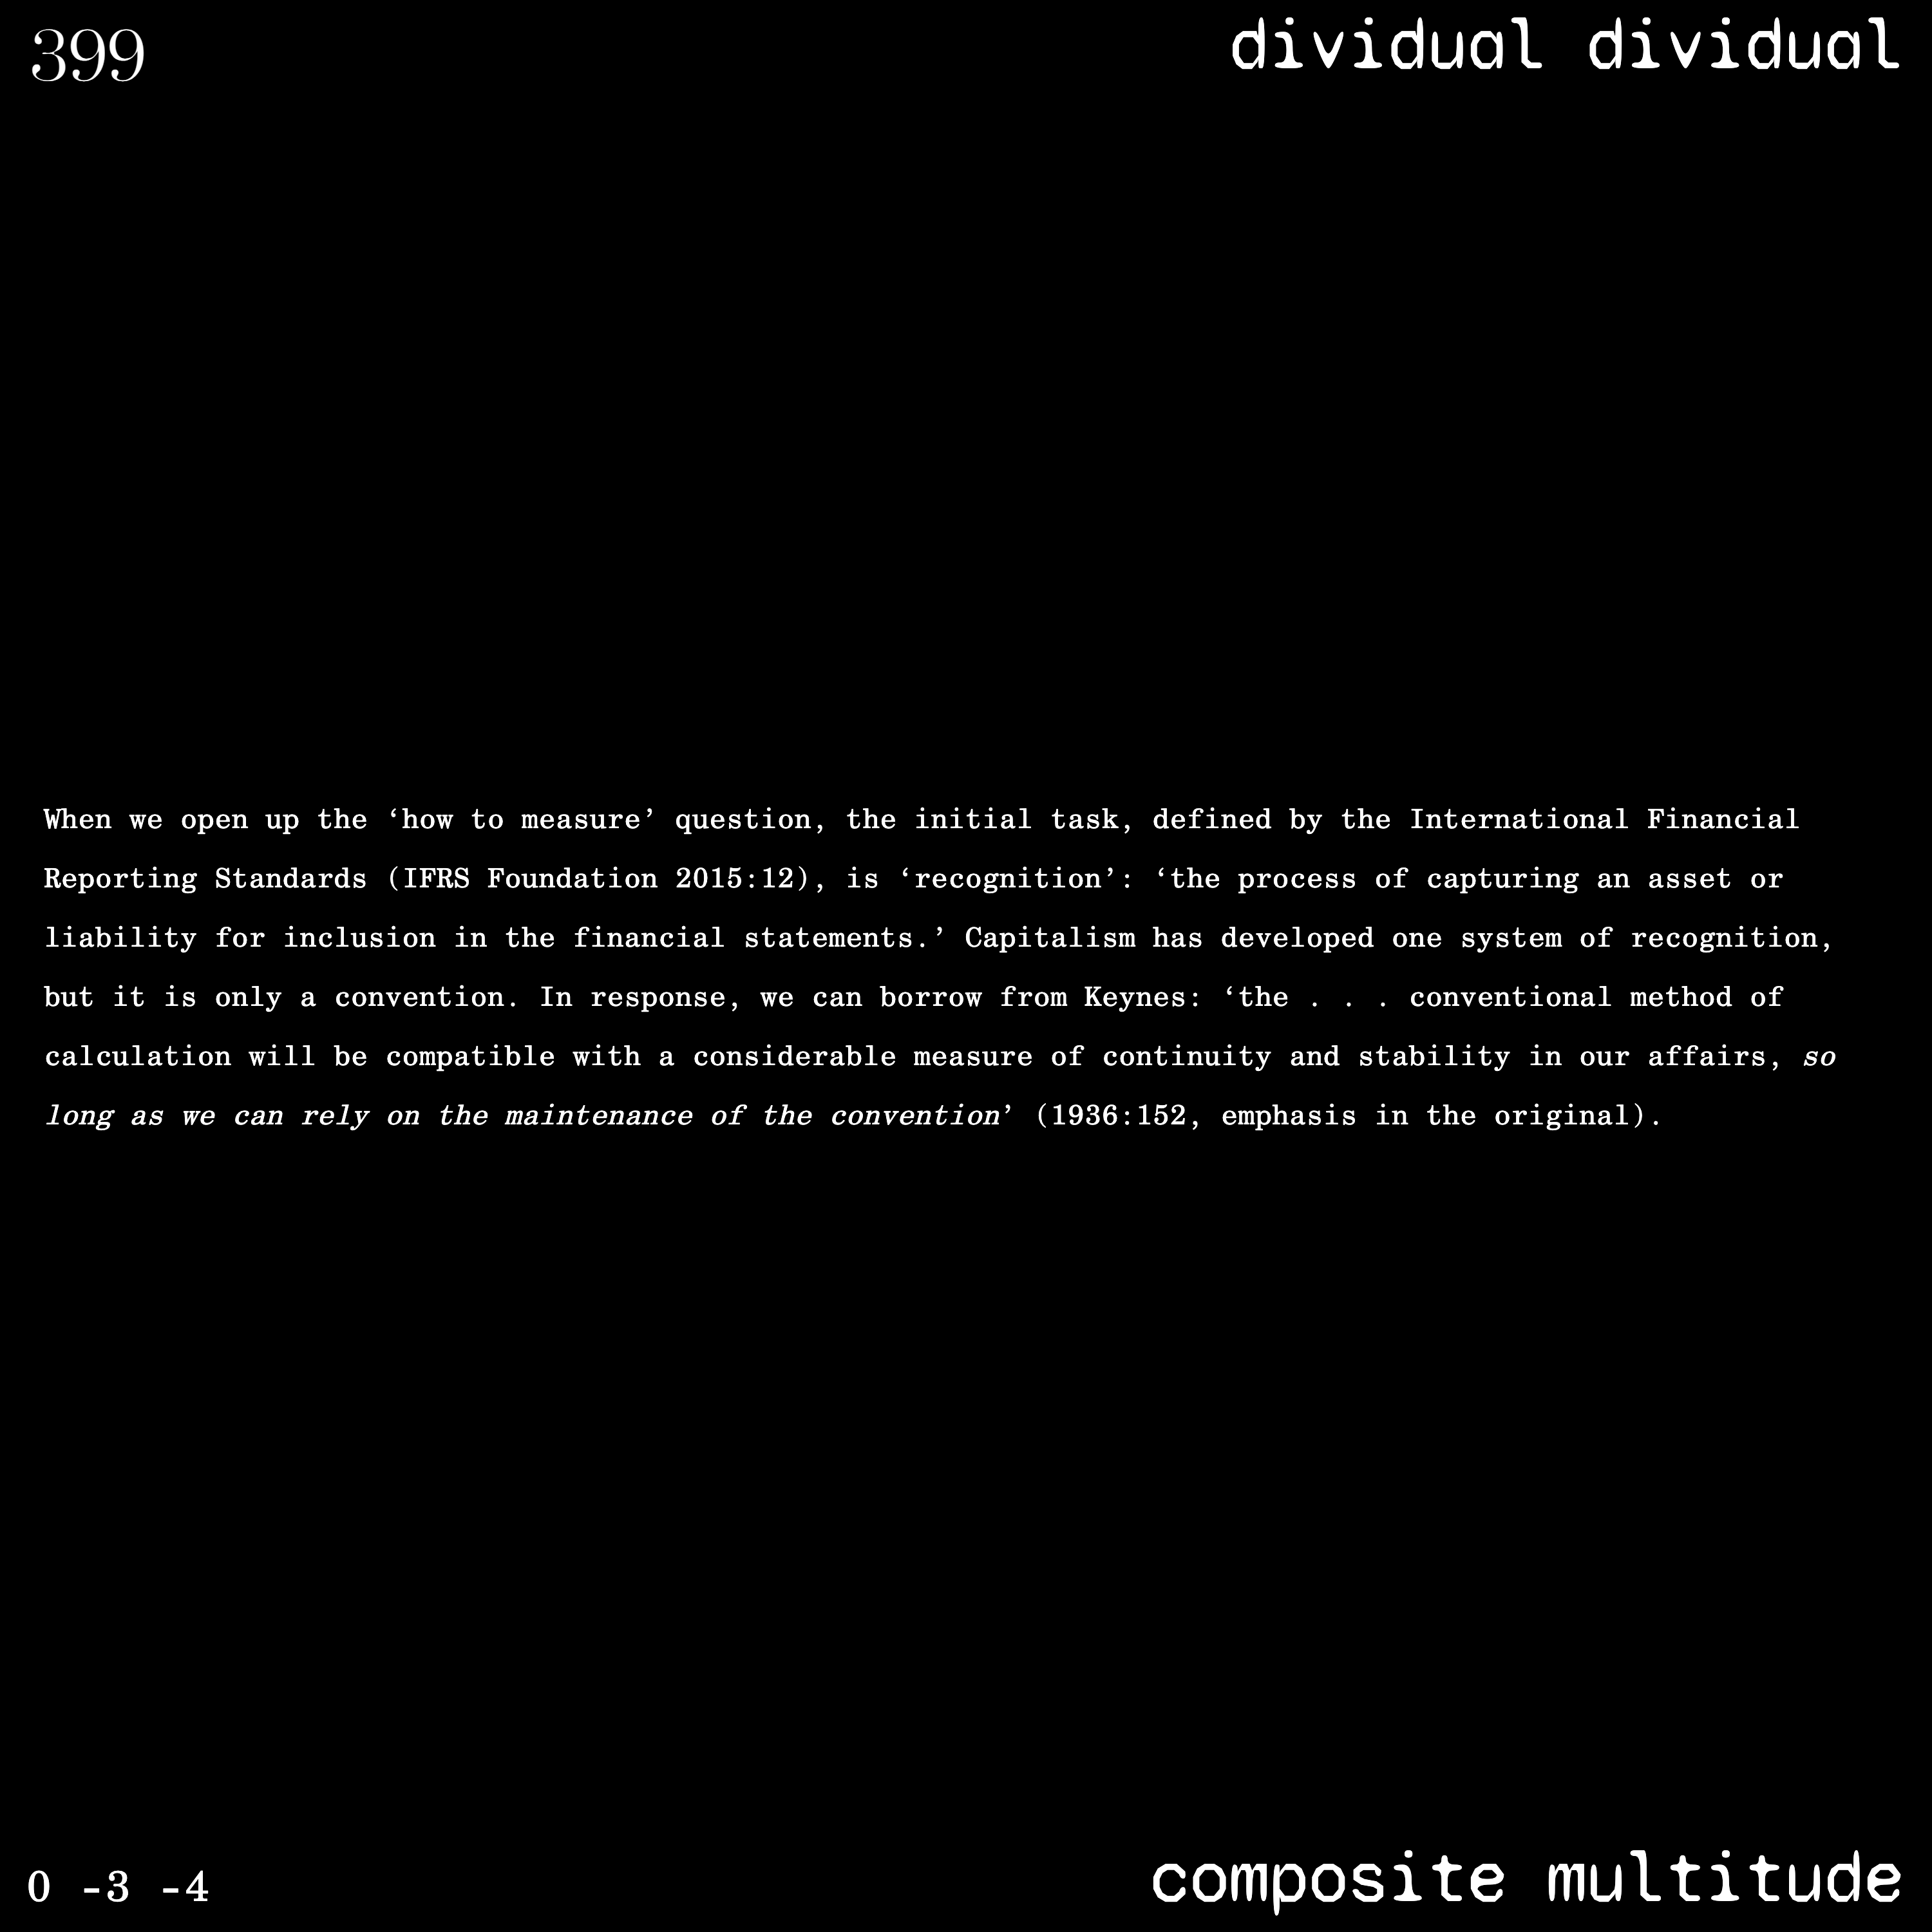 399
dividual dividual
When we open up the ‘how to measure’ question, the initial task, defined by the International Financial
Reporting Standards (IFRS Foundation 2015:12), is ‘recognition’: ‘the process of capturing an asset or
liability for inclusion in the financial statements.’ Capitalism has developed one system of recognition,
but it is only a convention. In response, we can borrow from Keynes: ‘the . . . conventional method of
calculation will be compatible with a considerable measure of continuity and stability in our affairs, so
long as we can rely on the maintenance of the convention’ (1936:152, emphasis in the original).
0 -3 -4
composite multitude